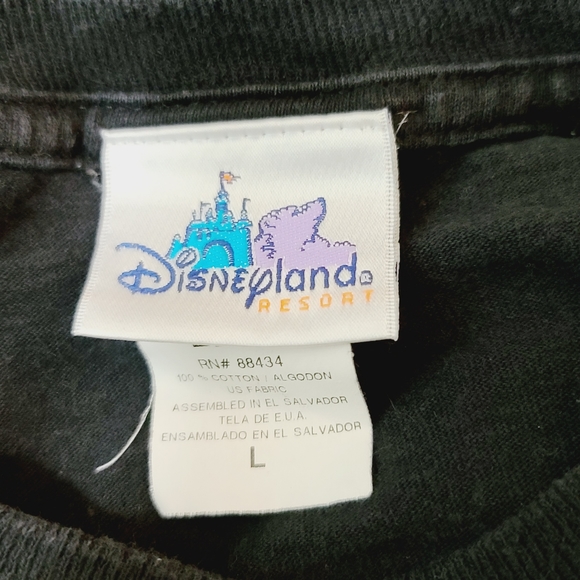 Disneyland
RESORT
RN# 88434
100 % COTTON / ALGODON
US FABRIC
ASSEMBLED IN EL SALVADOR
TELA DE E.U.A.
ENSAMBLADO EN EL SALVADOR
L